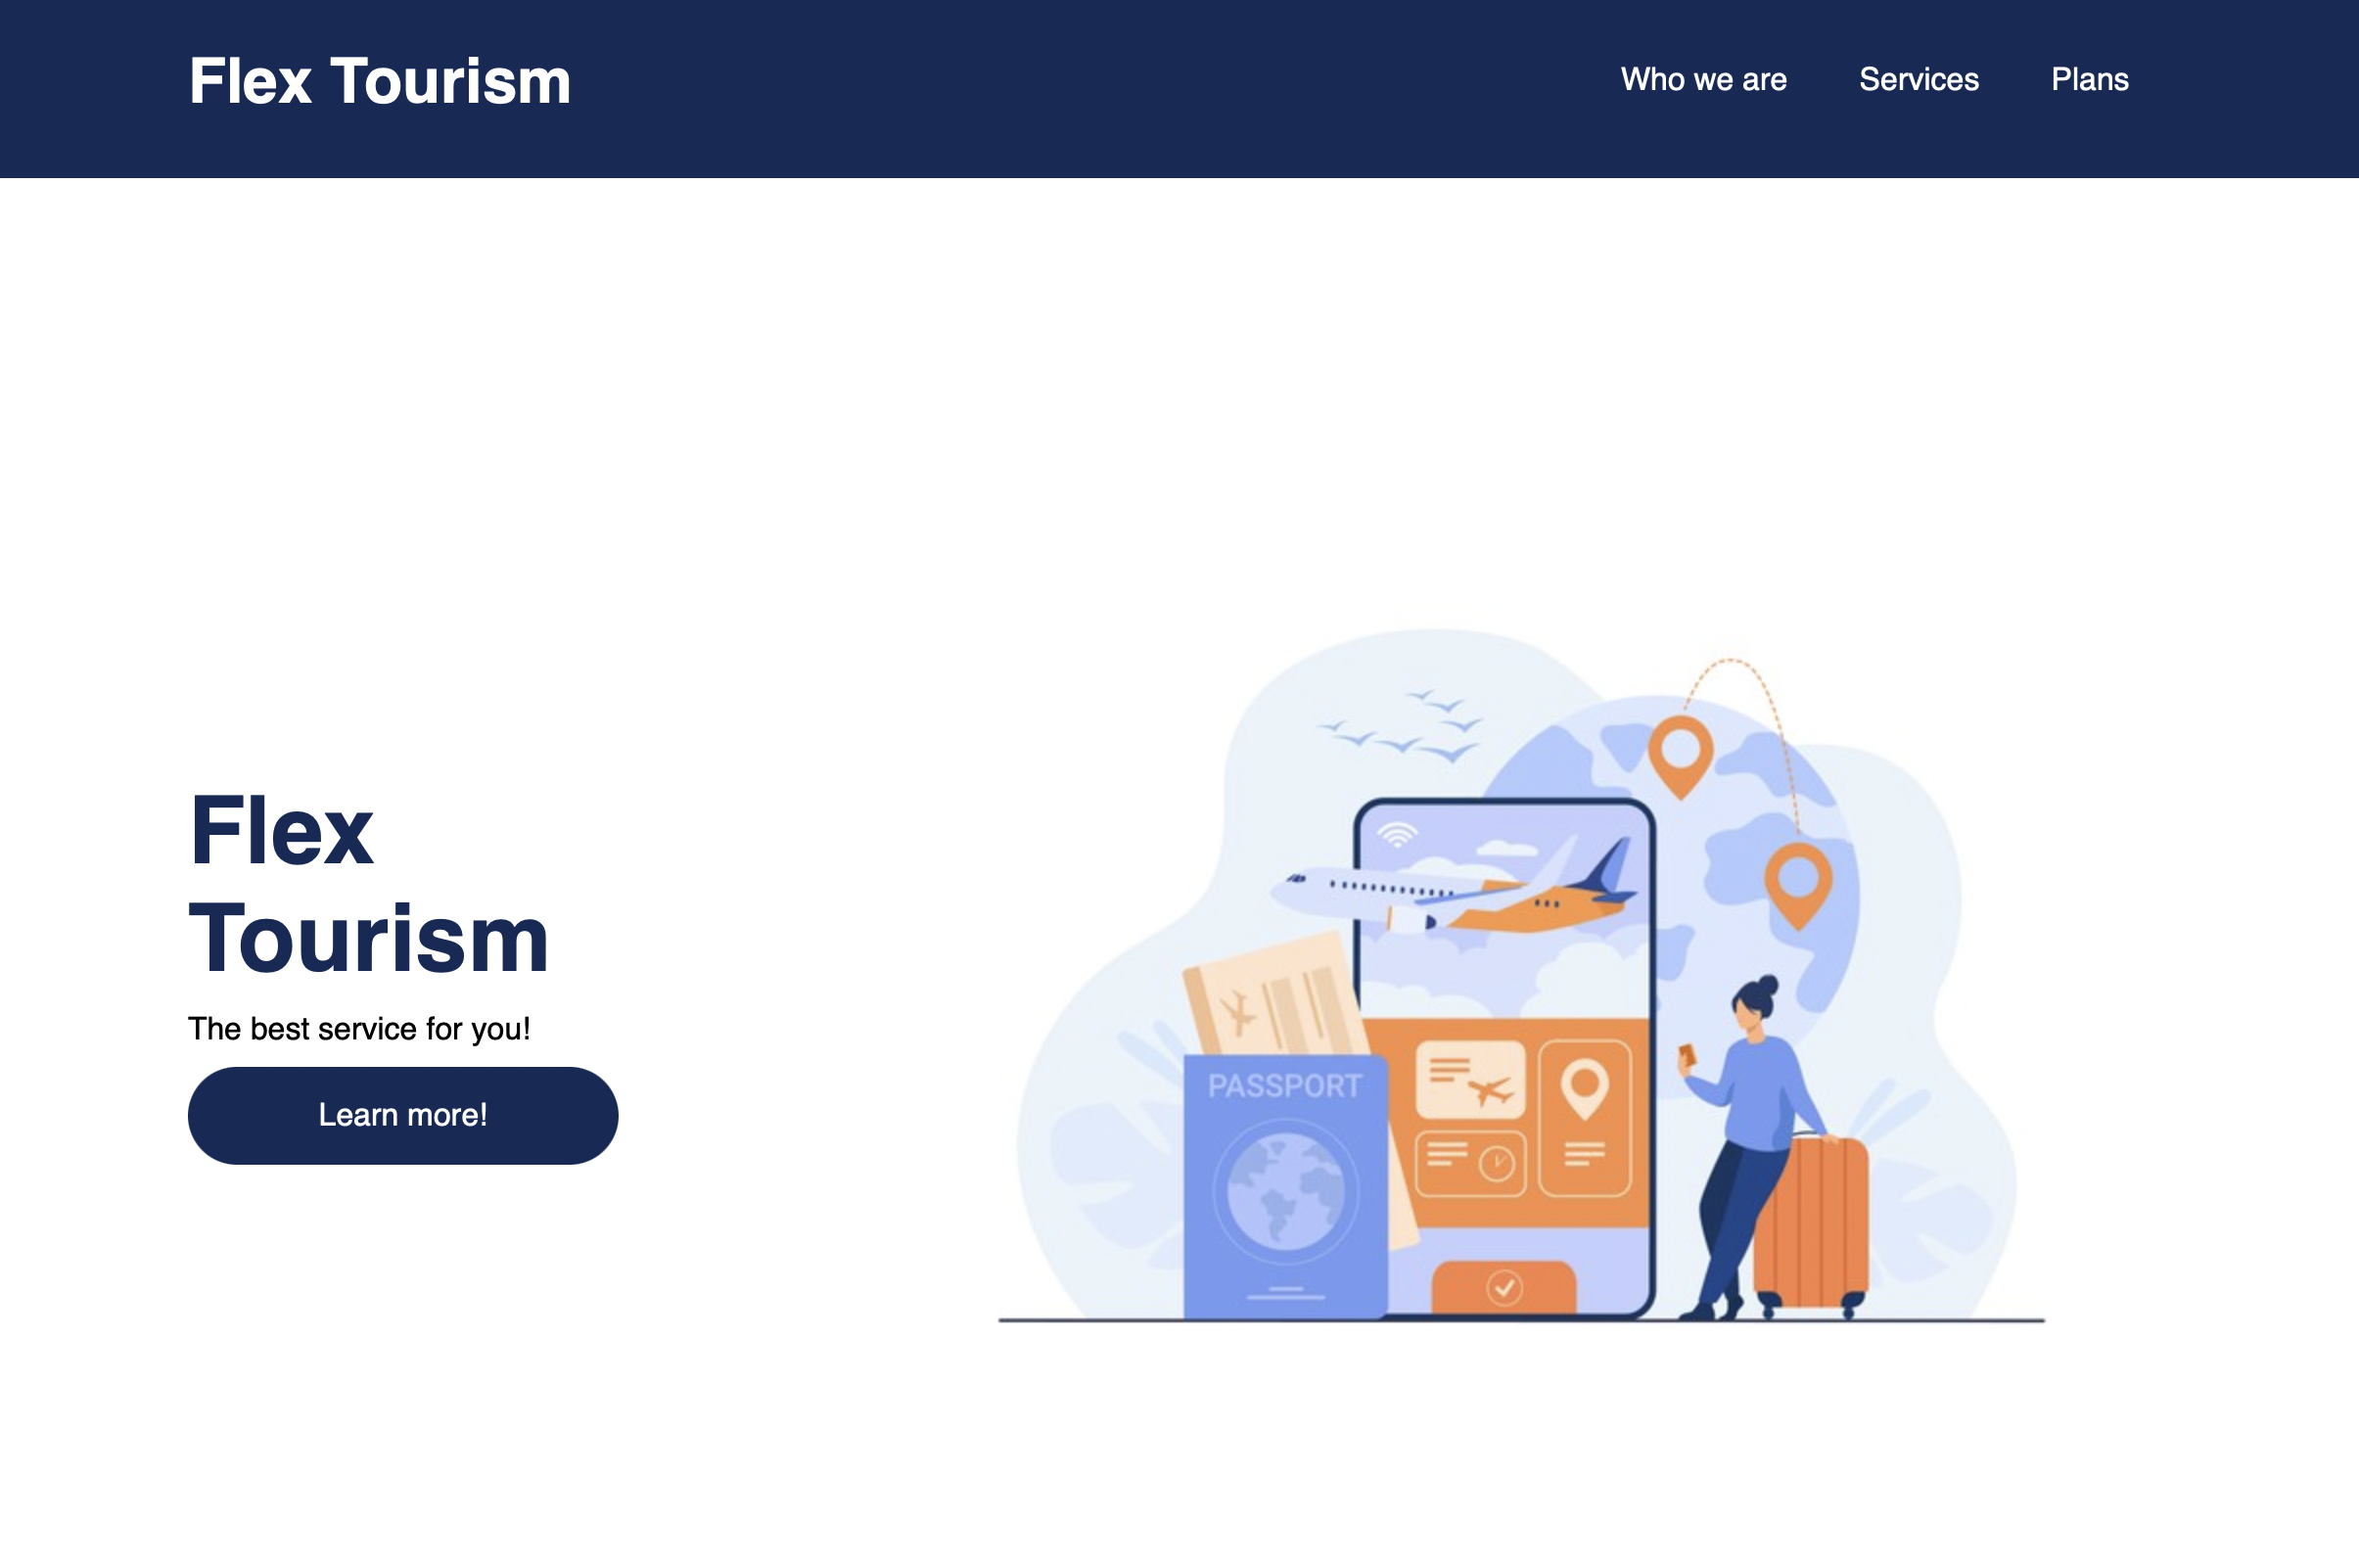 Flex Tourism
Who we are
Services
Plans
Flex
Tourism
The best service for you!
Learn more!
PASSPORT